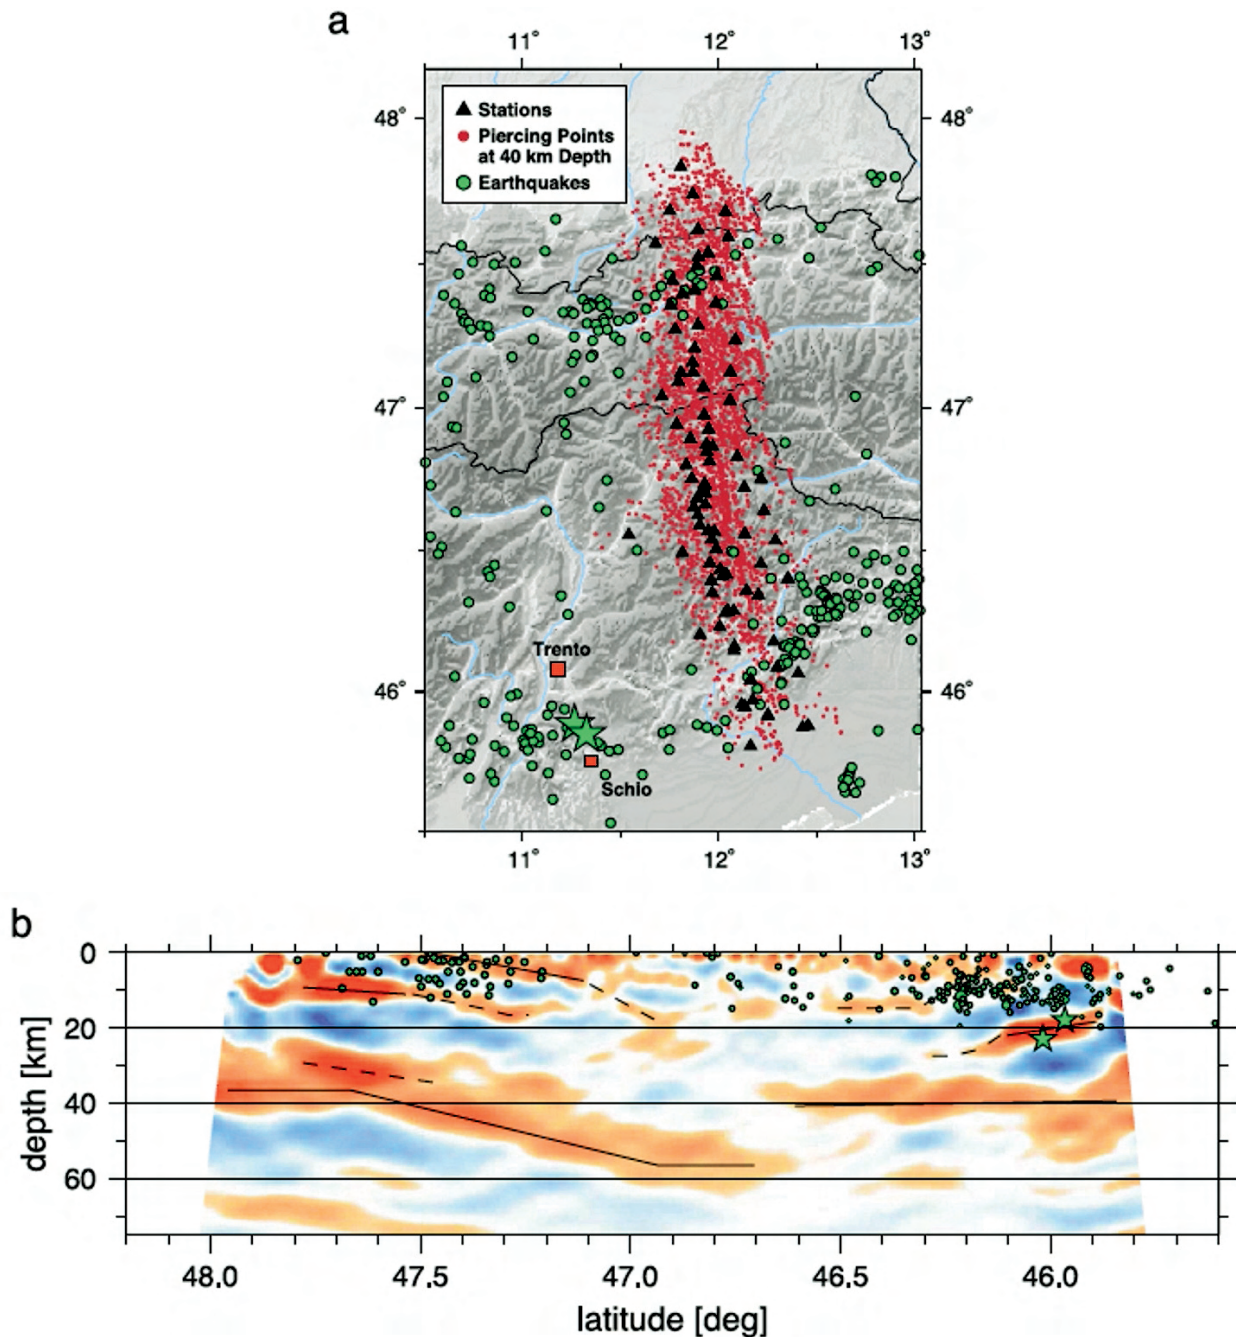 a
11° 12° 13°
Stations
Piercing Points
at 40 km Depth
Earthquakes
48° 48°
47° 47°
46° 46°
Trento
Schio
11° 12° 13°
b
0
20
40
60
depth [km]
48.0 47.5 47.0 46.5 46.0
latitude [deg]